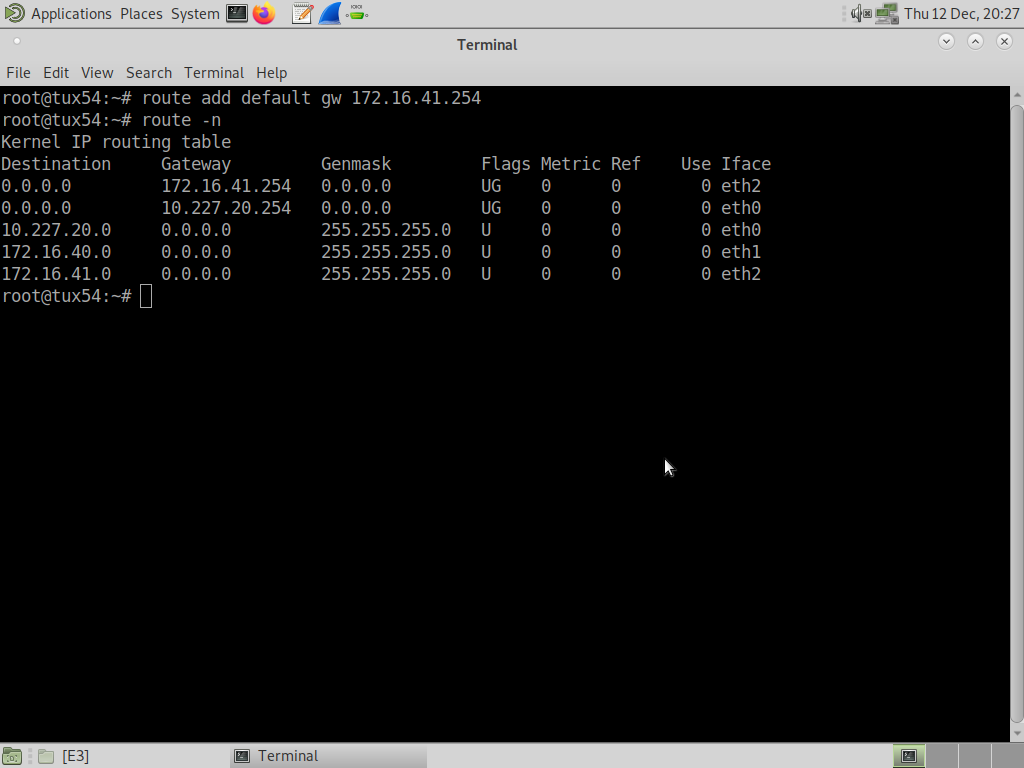 Applications Places System Thu 12 Dec, 20:27
Terminal
File Edit View Search Terminal Help
root@tux54:~# route add default gw 172.16.41.254
root@tux54:~# route -n
Kernel IP routing table
Destination     Gateway         Genmask         Flags Metric Ref    Use Iface
0.0.0.0         172.16.41.254   0.0.0.0         UG    0      0        0 eth2
0.0.0.0         10.227.20.254   0.0.0.0         UG    0      0        0 eth0
10.227.20.0     0.0.0.0         255.255.255.0   U     0      0        0 eth0
172.16.40.0     0.0.0.0         255.255.255.0   U     0      0        0 eth1
172.16.41.0     0.0.0.0         255.255.255.0   U     0      0        0 eth2
root@tux54:~#
[E3] Terminal